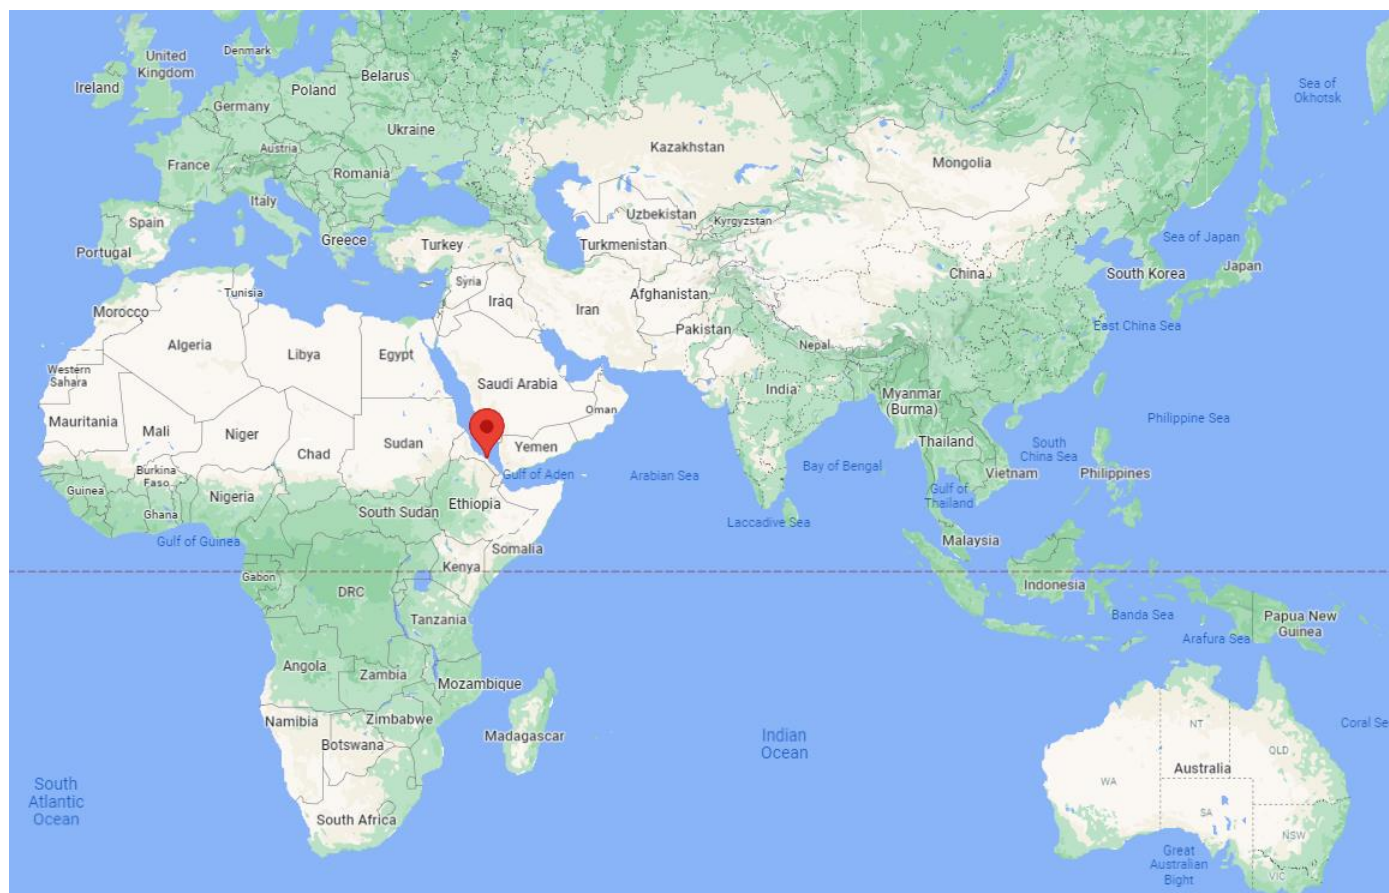 United
Kingdom
Denmark
Ireland
Belarus
Poland
Germany
Ukraine
Austria
France
Romania
Italy
Spain
Portugal
Greece
Turkey
Kazakhstan
Mongolia
Uzbekistan
Kyrgyzstan
Turkmenistan
Sea of
Okhotsk
Sea of Japan
South Korea
Japan
China
Tunisia
Syria
Iraq
Iran
Afghanistan
Morocco
Pakistan
East China Sea
Algeria
Libya
Egypt
Nepal
Western
Sahara
Saudi Arabia
India
Myanmar
(Burma)
Oman
Mauritania
Mali
Niger
Chad
Sudan
Yemen
Thailand
South
China Sea
Philippine Sea
Burkina
Faso
Gulf of Aden
Arabian Sea
Bay of Bengal
Vietnam
Philippines
Guinea
Nigeria
Ethiopia
Gulf of
Thailand
Ghana
South Sudan
Laccadive Sea
Gulf of Guinea
Somalia
Malaysia
Kenya
Gabon
DRC
Indonesia
Tanzania
Banda Sea
Papua New
Guinea
Arafura Sea
Angola
Zambia
Mozambique
Namibia
Zimbabwe
Botswana
Madagascar
Indian
Ocean
NT
Coral Se
QLD
Australia
WA
South
Atlantic
Ocean
South Africa
SA
NSW
Great
Australian
Bight
VIC